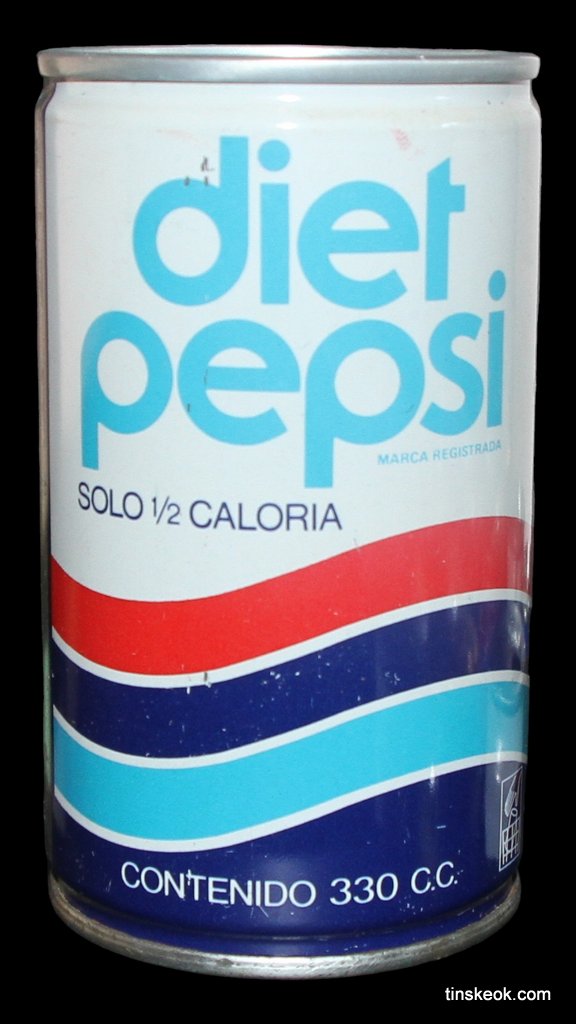 diet
pepsi
MARCA REGISTRADA
SOLO 1/2 CALORIA
CONTENIDO 330 C.C.
tinskeok.com